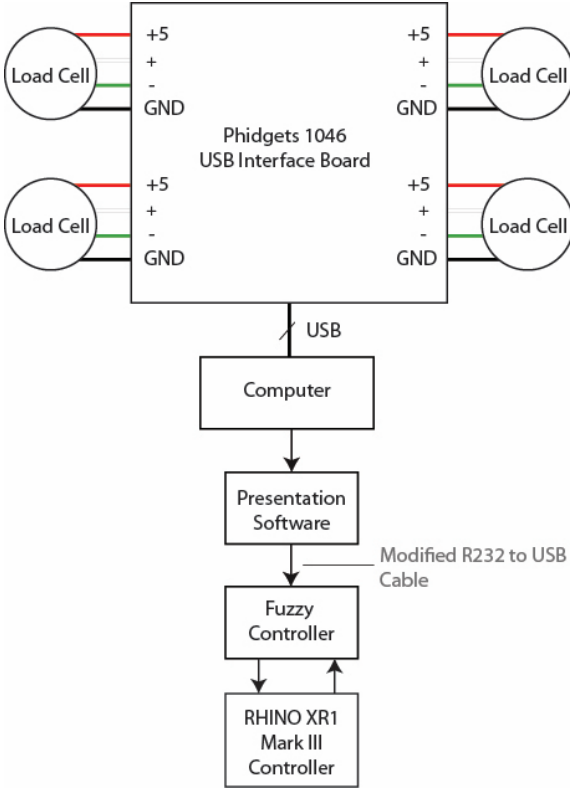 Load Cell
+5
+
-
GND
+5
+
-
GND
Load Cell
Phidgets 1046
USB Interface Board
Load Cell
+5
+
-
GND
+5
+
-
GND
Load Cell
USB
Computer
Presentation
Software
Modified R232 to USB
Cable
Fuzzy
Controller
RHINO XR1
Mark III
Controller